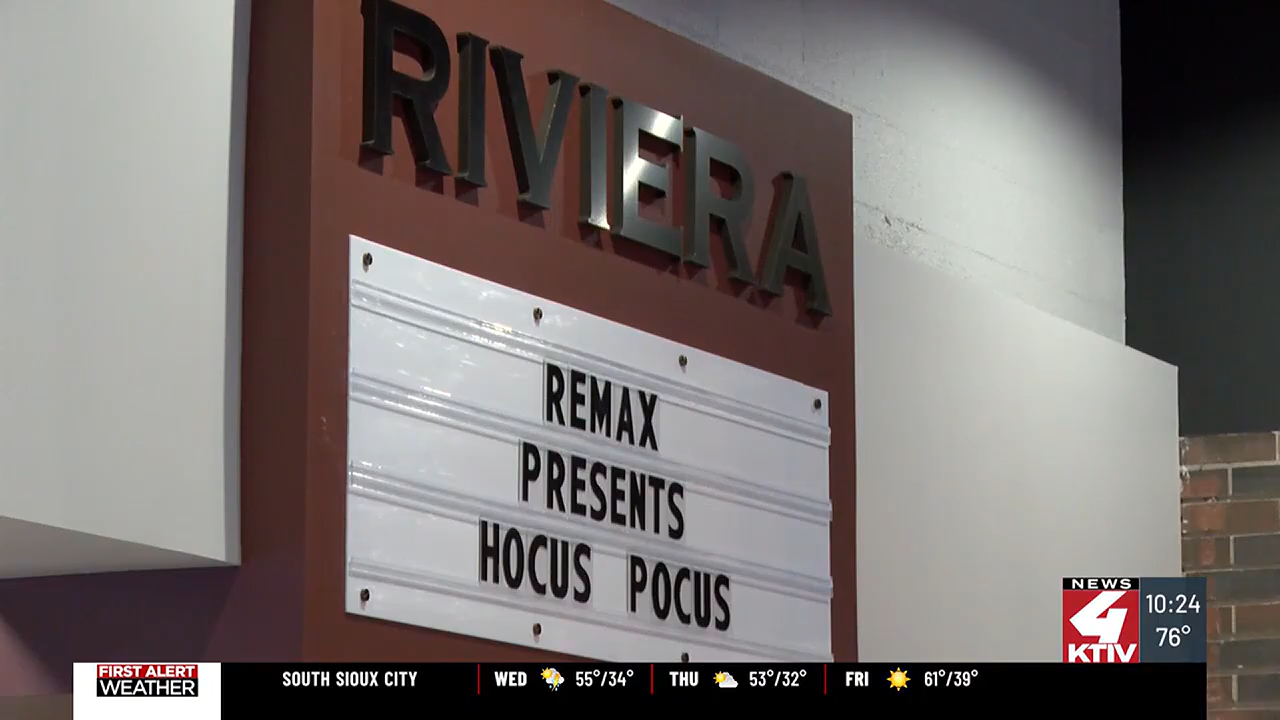 RIVIERA
REMAX
PRESENTS
HOCUS POCUS
NEWS
4
KTIV
10:24
76°
FIRST ALERT
WEATHER
SOUTH SIOUX CITY
WED 55°/34°
THU 53°/32°
FRI 61°/39°